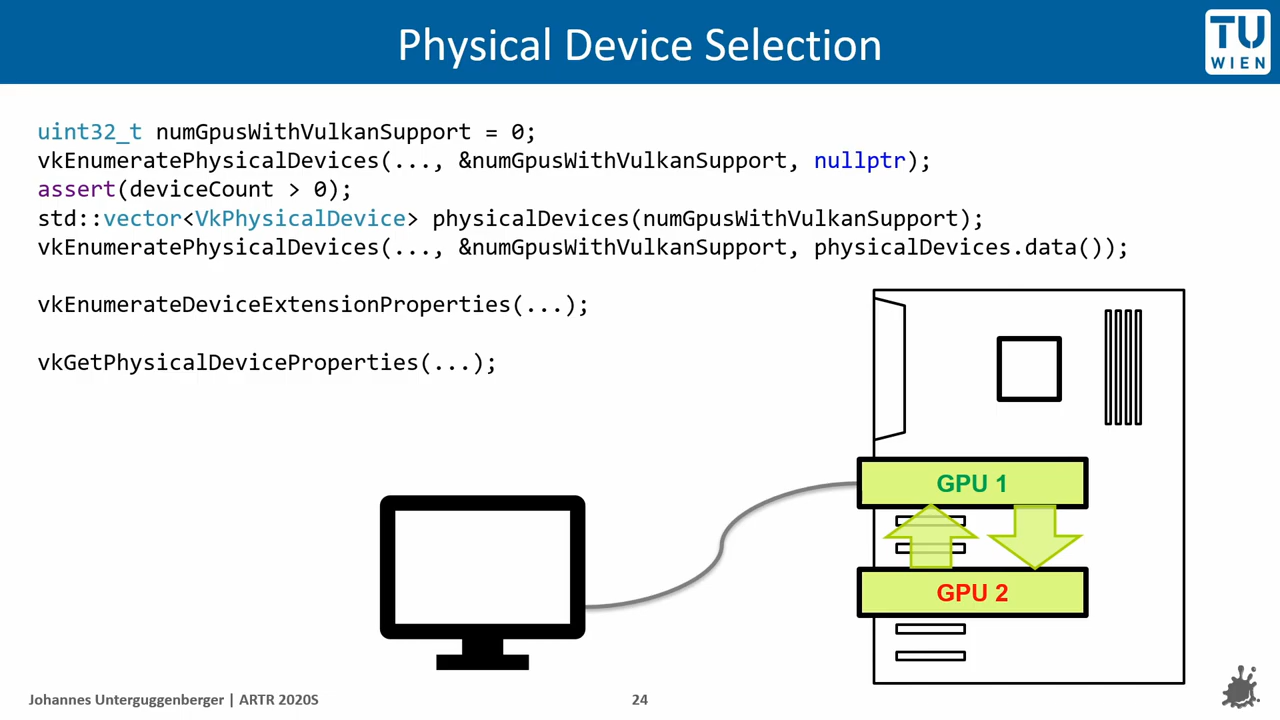 Physical Device Selection
TU
WIEN
uint32_t numGpusWithVulkanSupport = 0;
vkEnumeratePhysicalDevices(..., &numGpusWithVulkanSupport, nullptr);
assert(deviceCount > 0);
std::vector<VkPhysicalDevice> physicalDevices(numGpusWithVulkanSupport);
vkEnumeratePhysicalDevices(..., &numGpusWithVulkanSupport, physicalDevices.data());
vkEnumerateDeviceExtensionProperties(...);
vkGetPhysicalDeviceProperties(...);
GPU 1
GPU 2
Johannes Unterguggenberger | ARTR 2020S
24